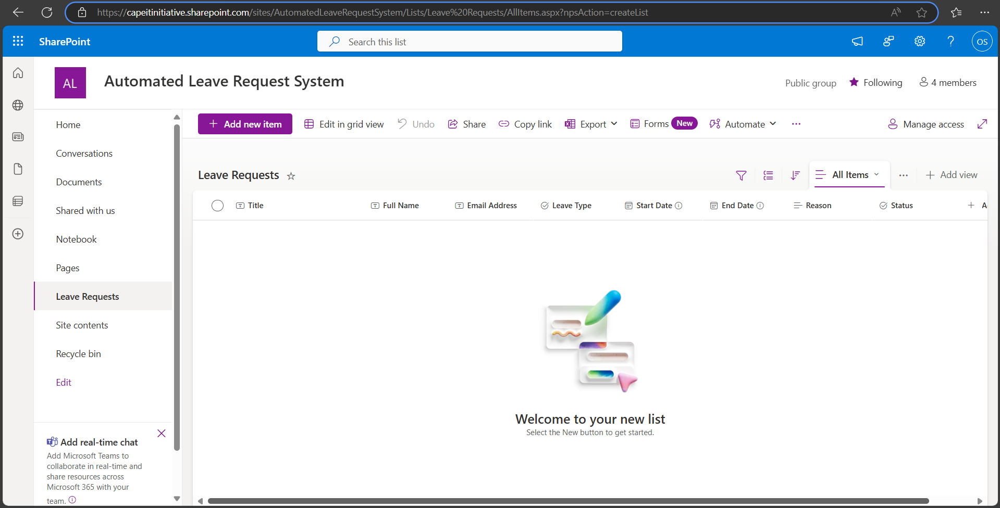 https://capeitinitiative.sharepoint.com/sites/AutomatedLeaveRequestSystem/Lists/Leave%20Requests/AllItems.aspx?npsAction=createList
SharePoint
Search this list
OS
AL
Automated Leave Request System
Public group
Following
4 members
Home
Conversations
Documents
Shared with us
Notebook
Pages
Leave Requests
Site contents
Recycle bin
Edit
Add real-time chat
Add Microsoft Teams to
collaborate in real-time and
share resources across
Microsoft 365 with your
team.
Add new item
Edit in grid view
Undo
Share
Copy link
Export
Forms New
Automate
Manage access
Leave Requests
All Items
Add view
Title
Full Name
Email Address
Leave Type
Start Date
End Date
Reason
Status
Welcome to your new list
Select the New button to get started.